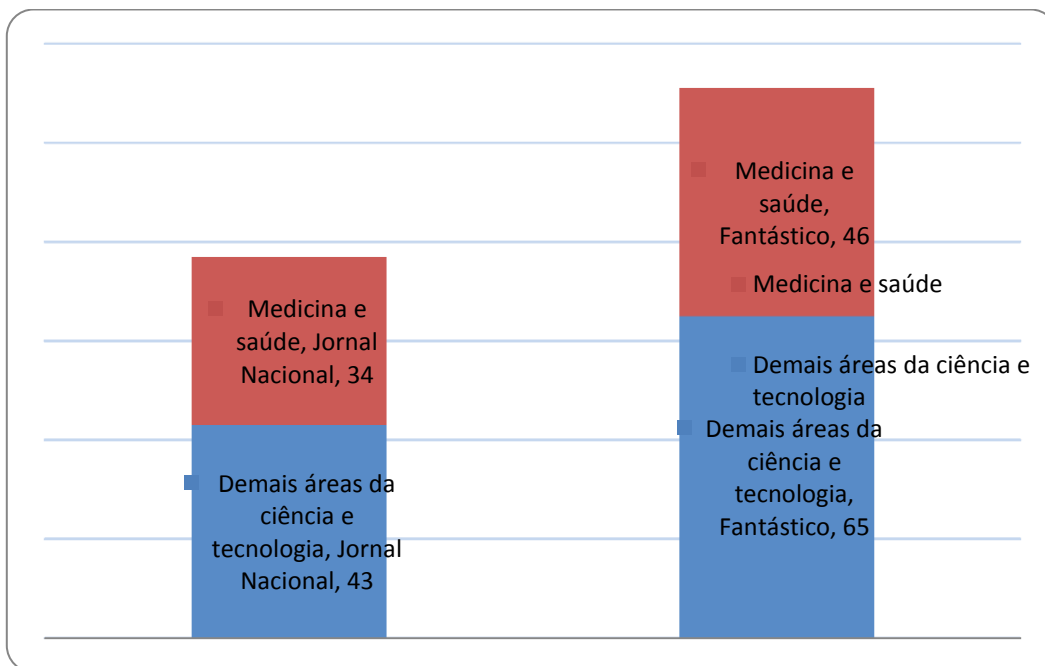 Medicina e
saúde, Jornal
Nacional, 34
Demais áreas da
ciência e
tecnologia, Jornal
Nacional, 43
Medicina e
saúde,
Fantástico, 46
Medicina e saúde
Demais áreas da ciência e
tecnologia
Demais áreas da
ciência e
tecnologia,
Fantástico, 65